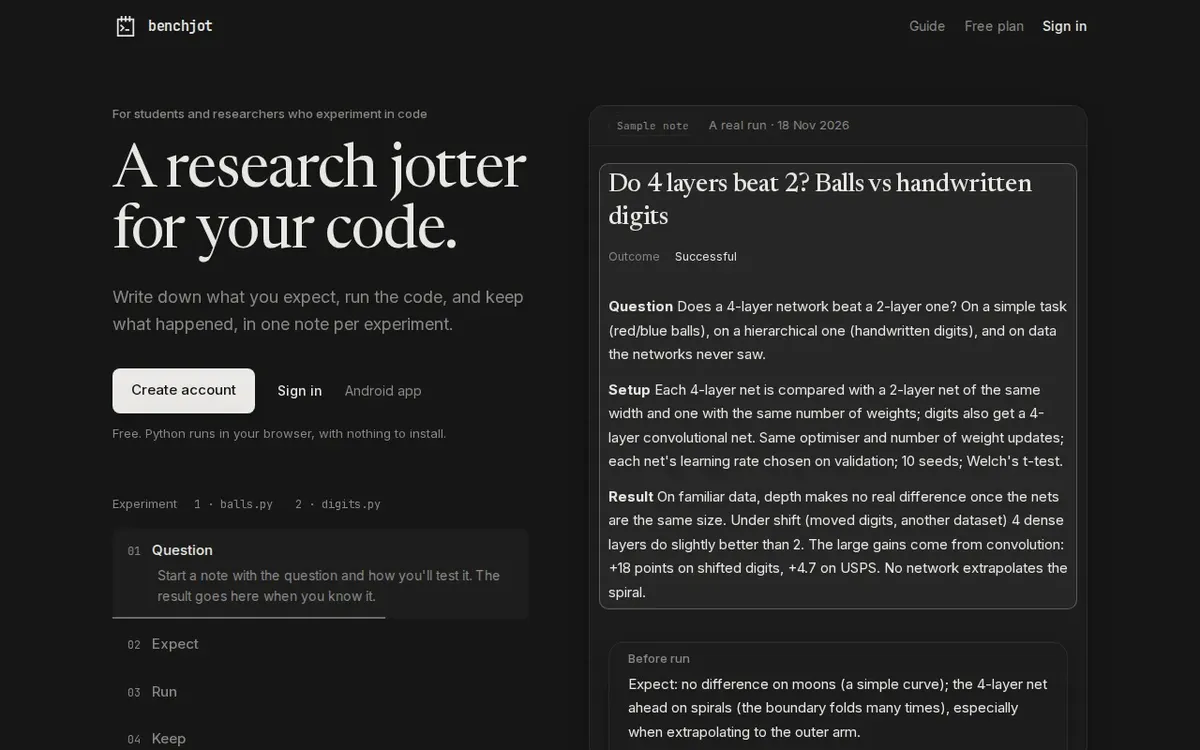 benchjot
Guide Free plan Sign in
For students and researchers who experiment in code
A research jotter
for your code.
Write down what you expect, run the code, and keep
what happened, in one note per experiment.
Create account Sign in Android app
Free. Python runs in your browser, with nothing to install.
Experiment 1 · balls.py 2 · digits.py
01 Question
Start a note with the question and how you'll test it. The
result goes here when you know it.
02 Expect
03 Run
04 Keep
Sample note A real run · 18 Nov 2026
Do 4 layers beat 2? Balls vs handwritten
digits
Outcome Successful
Question Does a 4-layer network beat a 2-layer one? On a simple task
(red/blue balls), on a hierarchical one (handwritten digits), and on data
the networks never saw.
Setup Each 4-layer net is compared with a 2-layer net of the same
width and one with the same number of weights; digits also get a 4-
layer convolutional net. Same optimiser and number of weight updates;
each net's learning rate chosen on validation; 10 seeds; Welch's t-test.
Result On familiar data, depth makes no real difference once the nets
are the same size. Under shift (moved digits, another dataset) 4 dense
layers do slightly better than 2. The large gains come from convolution:
+18 points on shifted digits, +4.7 on USPS. No network extrapolates the
spiral.
Before run
Expect: no difference on moons (a simple curve); the 4-layer net
ahead on spirals (the boundary folds many times), especially
when extrapolating to the outer arm.